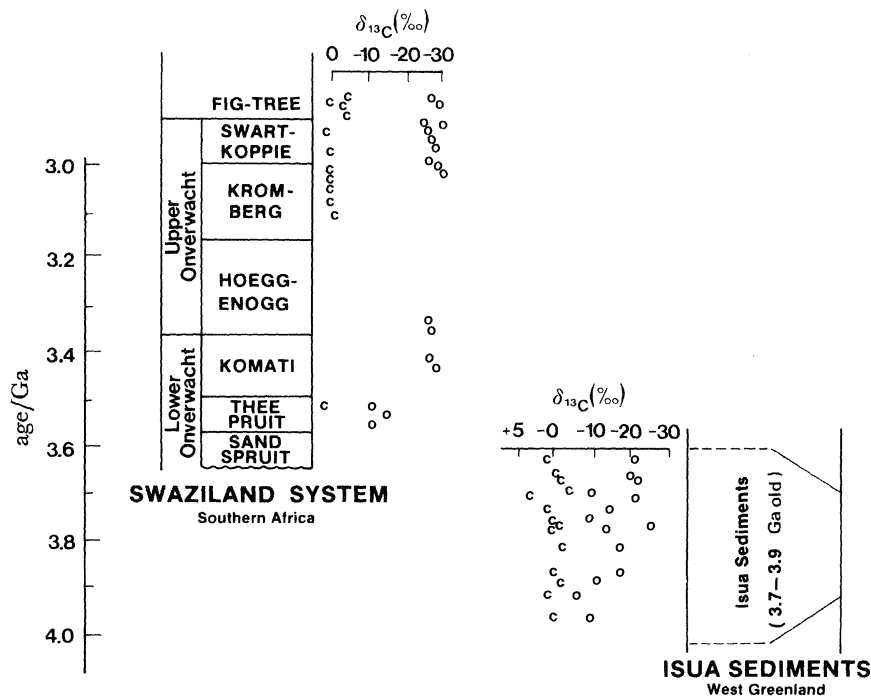 δ13C(‰)
0 -10 -20 -30
FIG-TREE
SWART-
KOPPIE
KROM-
BERG
HOEGG-
ENOGG
KOMATI
THEE
PRUIT
SAND
SPRUIT
Upper
Onverwacht
Lower
Onverwacht
age/Ga
3.0
3.2
3.4
3.6
3.8
4.0
SWAZILAND SYSTEM
Southern Africa
δ13C(‰)
+5 -0 -10 -20 -30
Isua Sediments
(3.7–3.9 Ga old)
ISUA SEDIMENTS
West Greenland